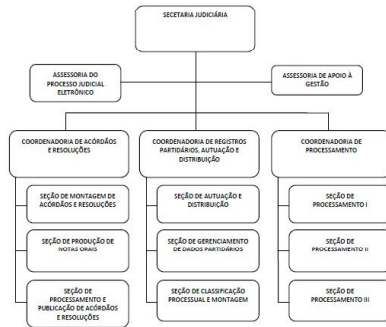 SECETARIA JUDICIÁRIA
ASSESSORIA DO
PROCESSO JUDICIAL
ELETRÔNICO
ASSESSORIA DE APOIO À
GESTÃO
COORDENADORIA DE ACÓRDÃOS
E RESOLUÇÕES
COORDENADORIA DE REGISTROS
PARTIDÁRIOS, AUTUAÇÃO E
DISTRIBUIÇÃO
COORDENADORIA DE
PROCESSAMENTO
SEÇÃO DE MONTAGEM DE
ACÓRDÃOS E RESOLUÇÕES
SEÇÃO DE AUTUAÇÃO E
DISTRIBUIÇÃO
SEÇÃO DE
PROCESSAMENTO I
SEÇÃO DE PRODUÇÃO DE
NOTAS ORAIS
SEÇÃO DE GERENCIAMENTO
DE DADOS PARTIDÁRIOS
SEÇÃO DE
PROCESSAMENTO II
SEÇÃO DE
PROCESSAMENTO E
PUBLICAÇÃO DE ACÓRDÃOS
E RESOLUÇÕES
SEÇÃO DE CLASSIFICAÇÃO
PROCESSUAL E MONTAGEM
SEÇÃO DE
PROCESSAMENTO III